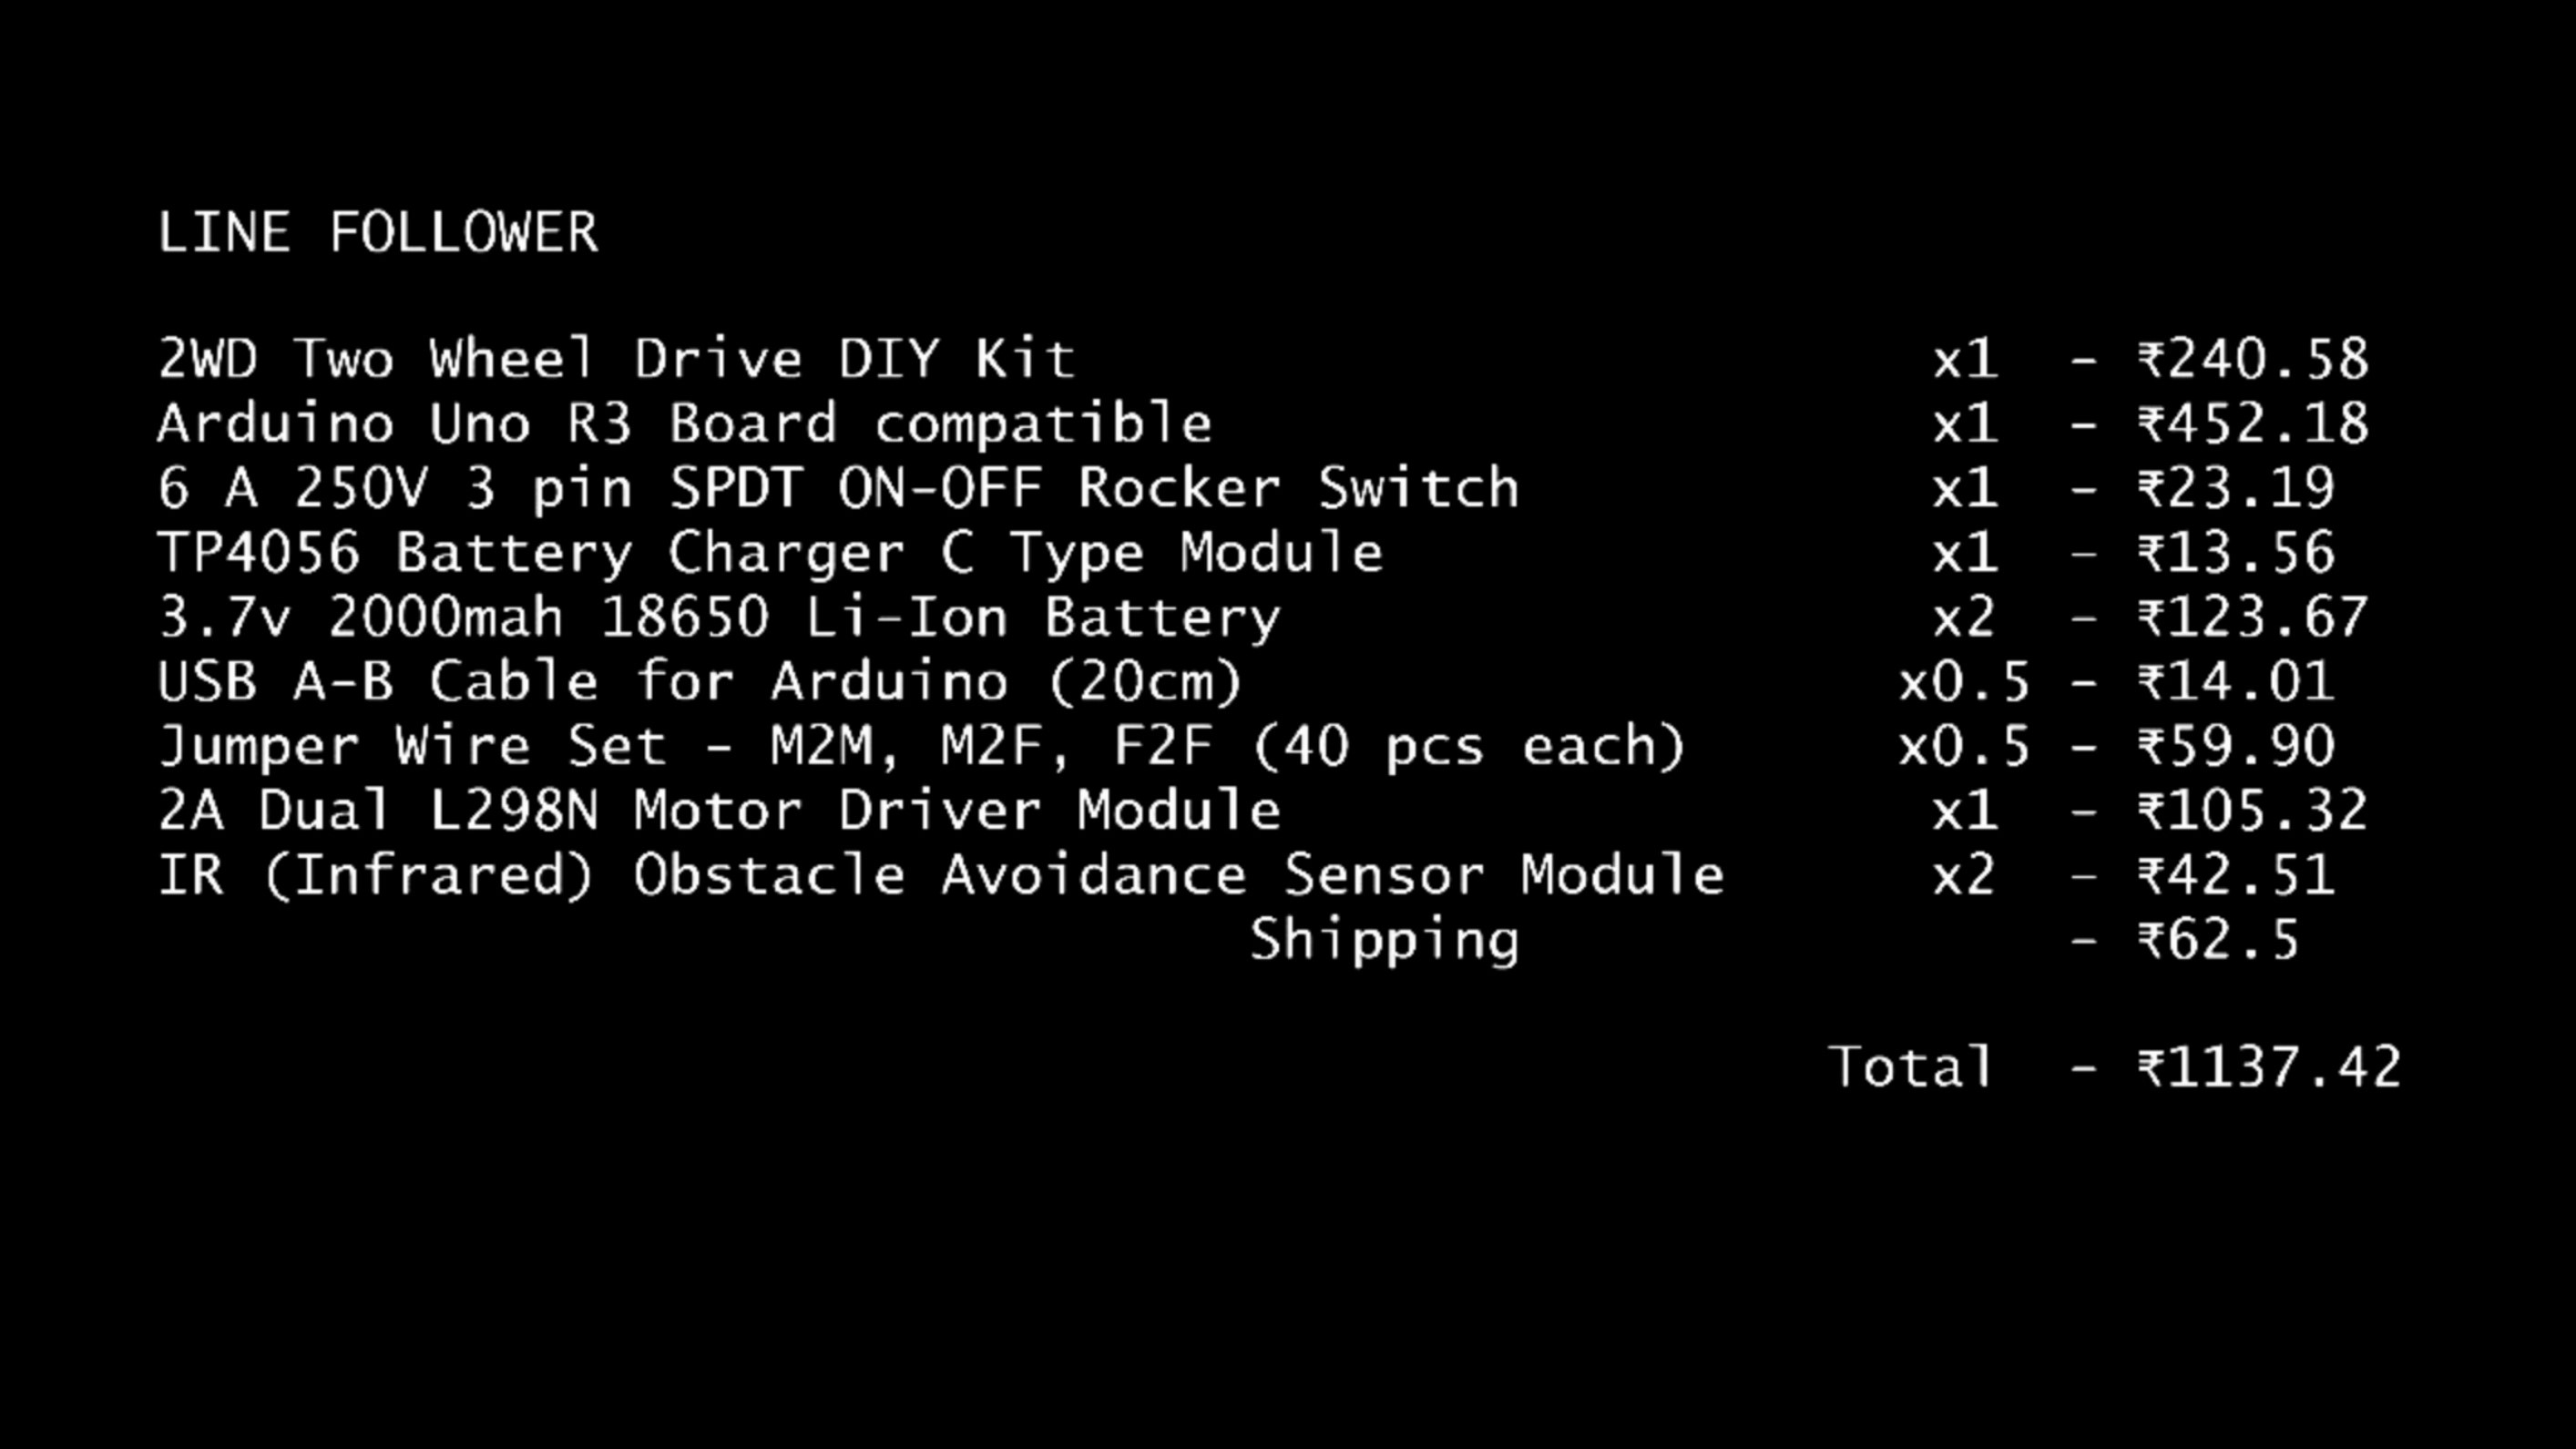 LINE FOLLOWER
2WD Two Wheel Drive DIY Kit x1 - ₹240.58
Arduino Uno R3 Board compatible x1 - ₹452.18
6 A 250V 3 pin SPDT ON-OFF Rocker Switch x1 - ₹23.19
TP4056 Battery Charger C Type Module x1 - ₹13.56
3.7v 2000mah 18650 Li-Ion Battery x2 - ₹123.67
USB A-B Cable for Arduino (20cm) x0.5 - ₹14.01
Jumper Wire Set - M2M, M2F, F2F (40 pcs each) x0.5 - ₹59.90
2A Dual L298N Motor Driver Module x1 - ₹105.32
IR (Infrared) Obstacle Avoidance Sensor Module x2 - ₹42.51
Shipping - ₹62.5
Total - ₹1137.42